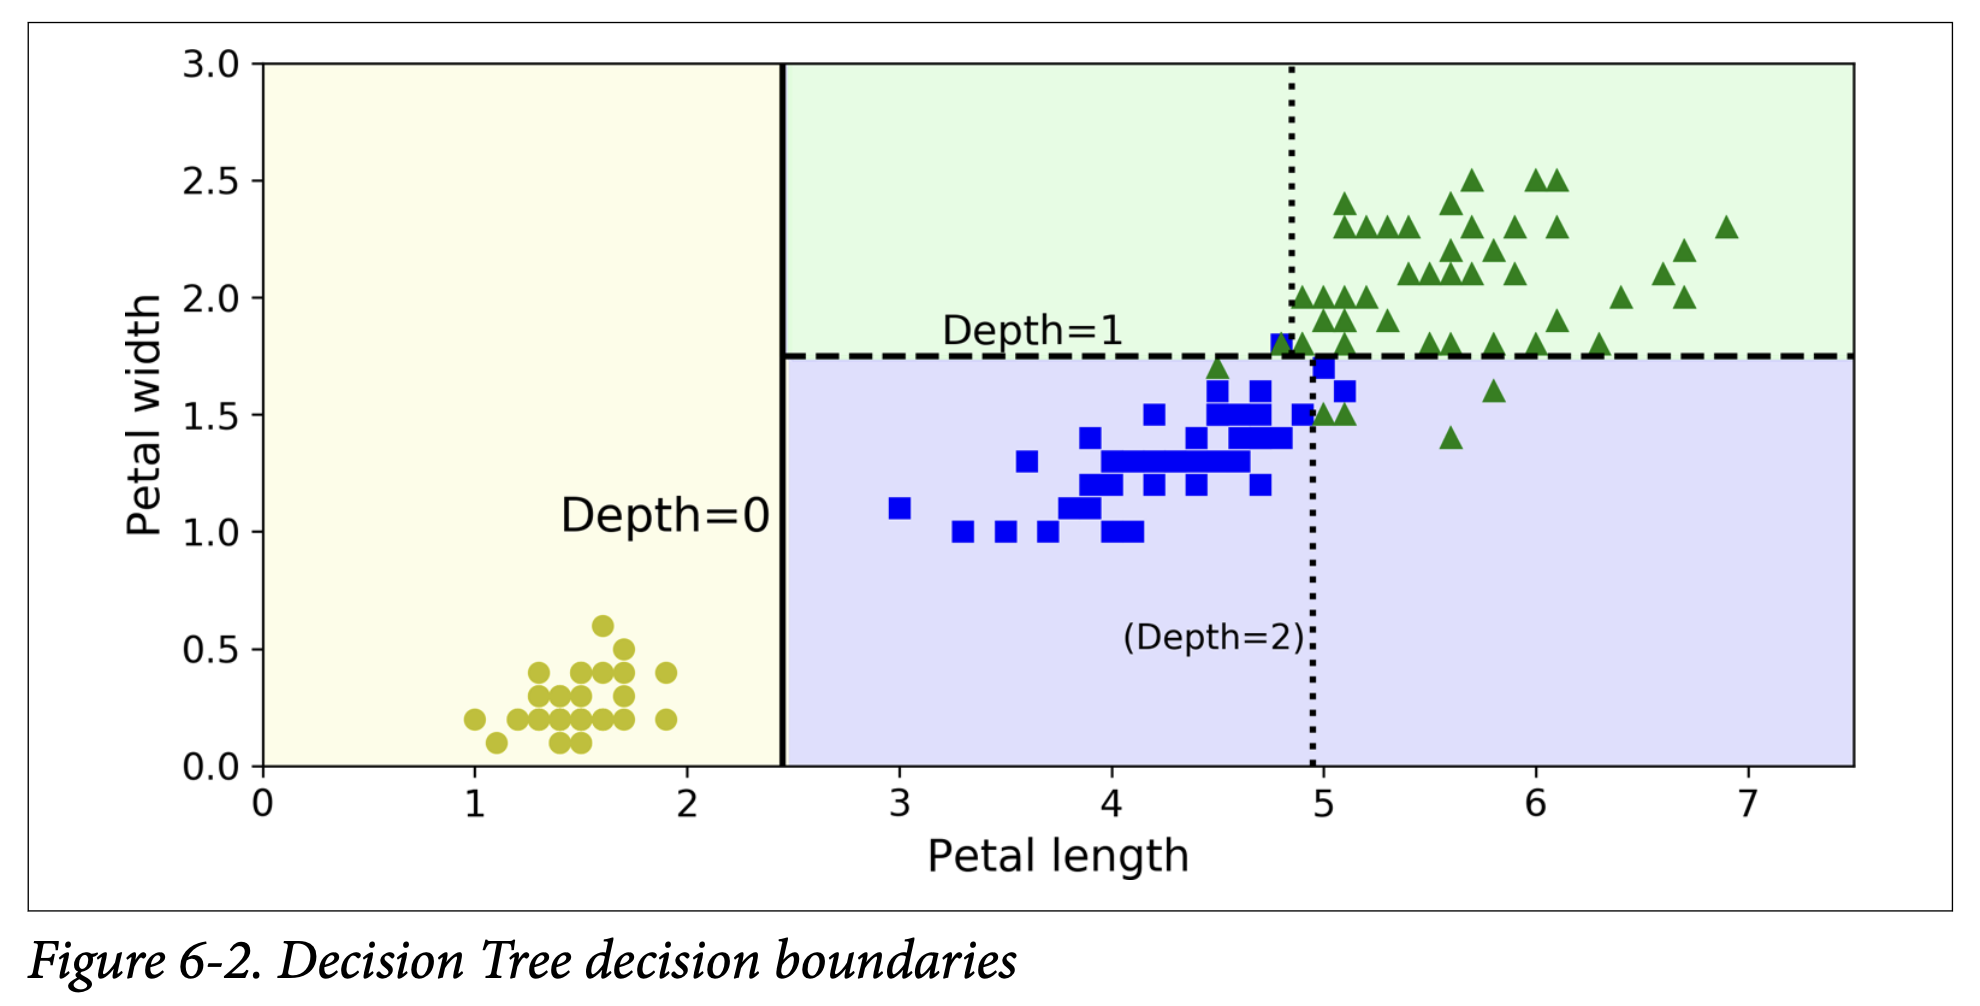 3.0
2.5
2.0
Depth=1
1.5
Petal width
Depth=0
1.0
(Depth=2)
0.5
0.0
0 1 2 3 4 5 6 7
Petal length
Figure 6-2. Decision Tree decision boundaries